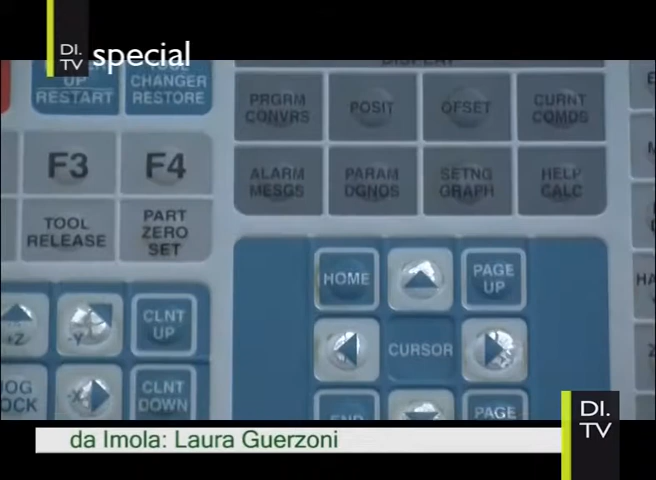 DI.
TV
special
UP
RESTART
CHANGER
RESTORE
DISPLAY
PRGRM
CONVRS
POSIT
OFSET
CURNT
COMDS
F3
F4
ALARM
MESGS
PARAM
DGNOS
SETNG
GRAPH
HELP
CALC
TOOL
RELEASE
PART
ZERO
SET
HOME
PAGE
UP
+Z
-Y
CLNT
UP
CURSOR
-X
CLNT
DOWN
END
PAGE
DI.
TV
da Imola: Laura Guerzoni